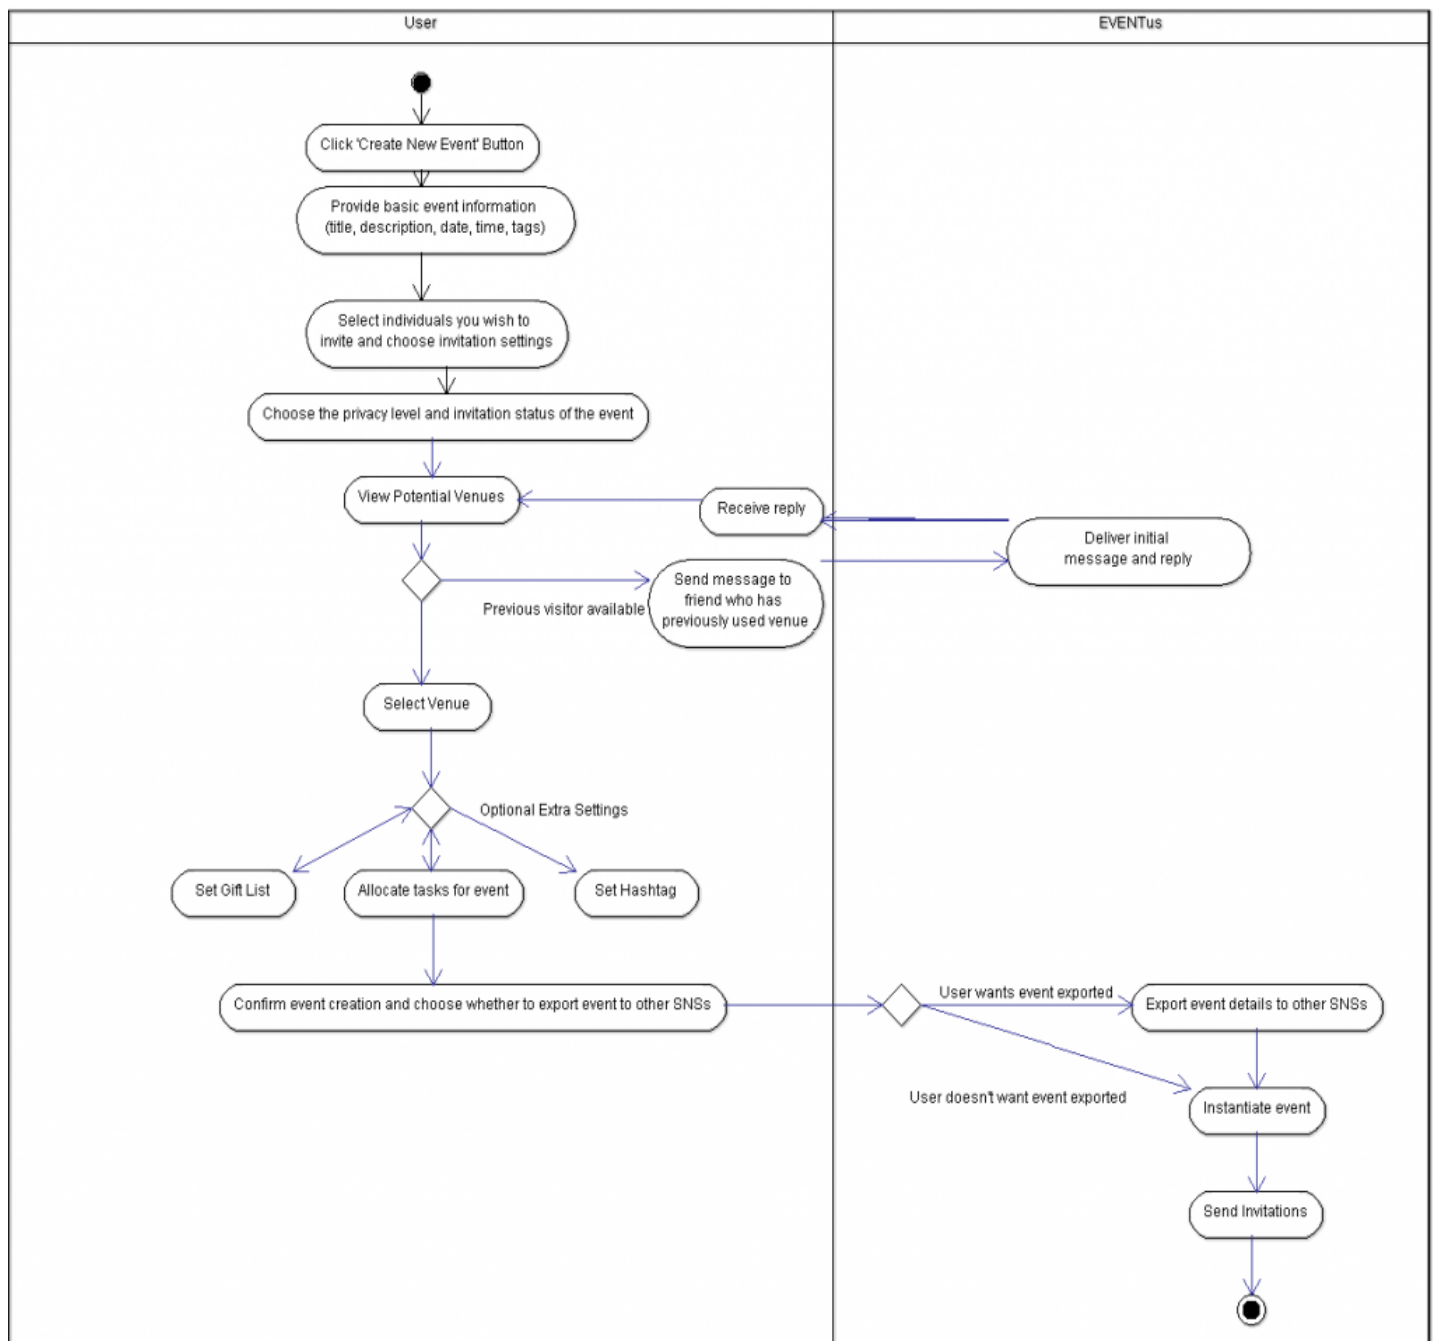 User
EVENTus
Click 'Create New Event' Button
Provide basic event information
(title, description, date, time, tags)
Select individuals you wish to
invite and choose invitation settings
Choose the privacy level and invitation status of the event
View Potential Venues
Receive reply
Deliver initial
message and reply
Previous visitor available
Send message to
friend who has
previously used venue
Select Venue
Optional Extra Settings
Set Gift List
Allocate tasks for event
Set Hashtag
Confirm event creation and choose whether to export event to other SNSs
User wants event exported
Export event details to other SNSs
User doesn't want event exported
Instantiate event
Send Invitations